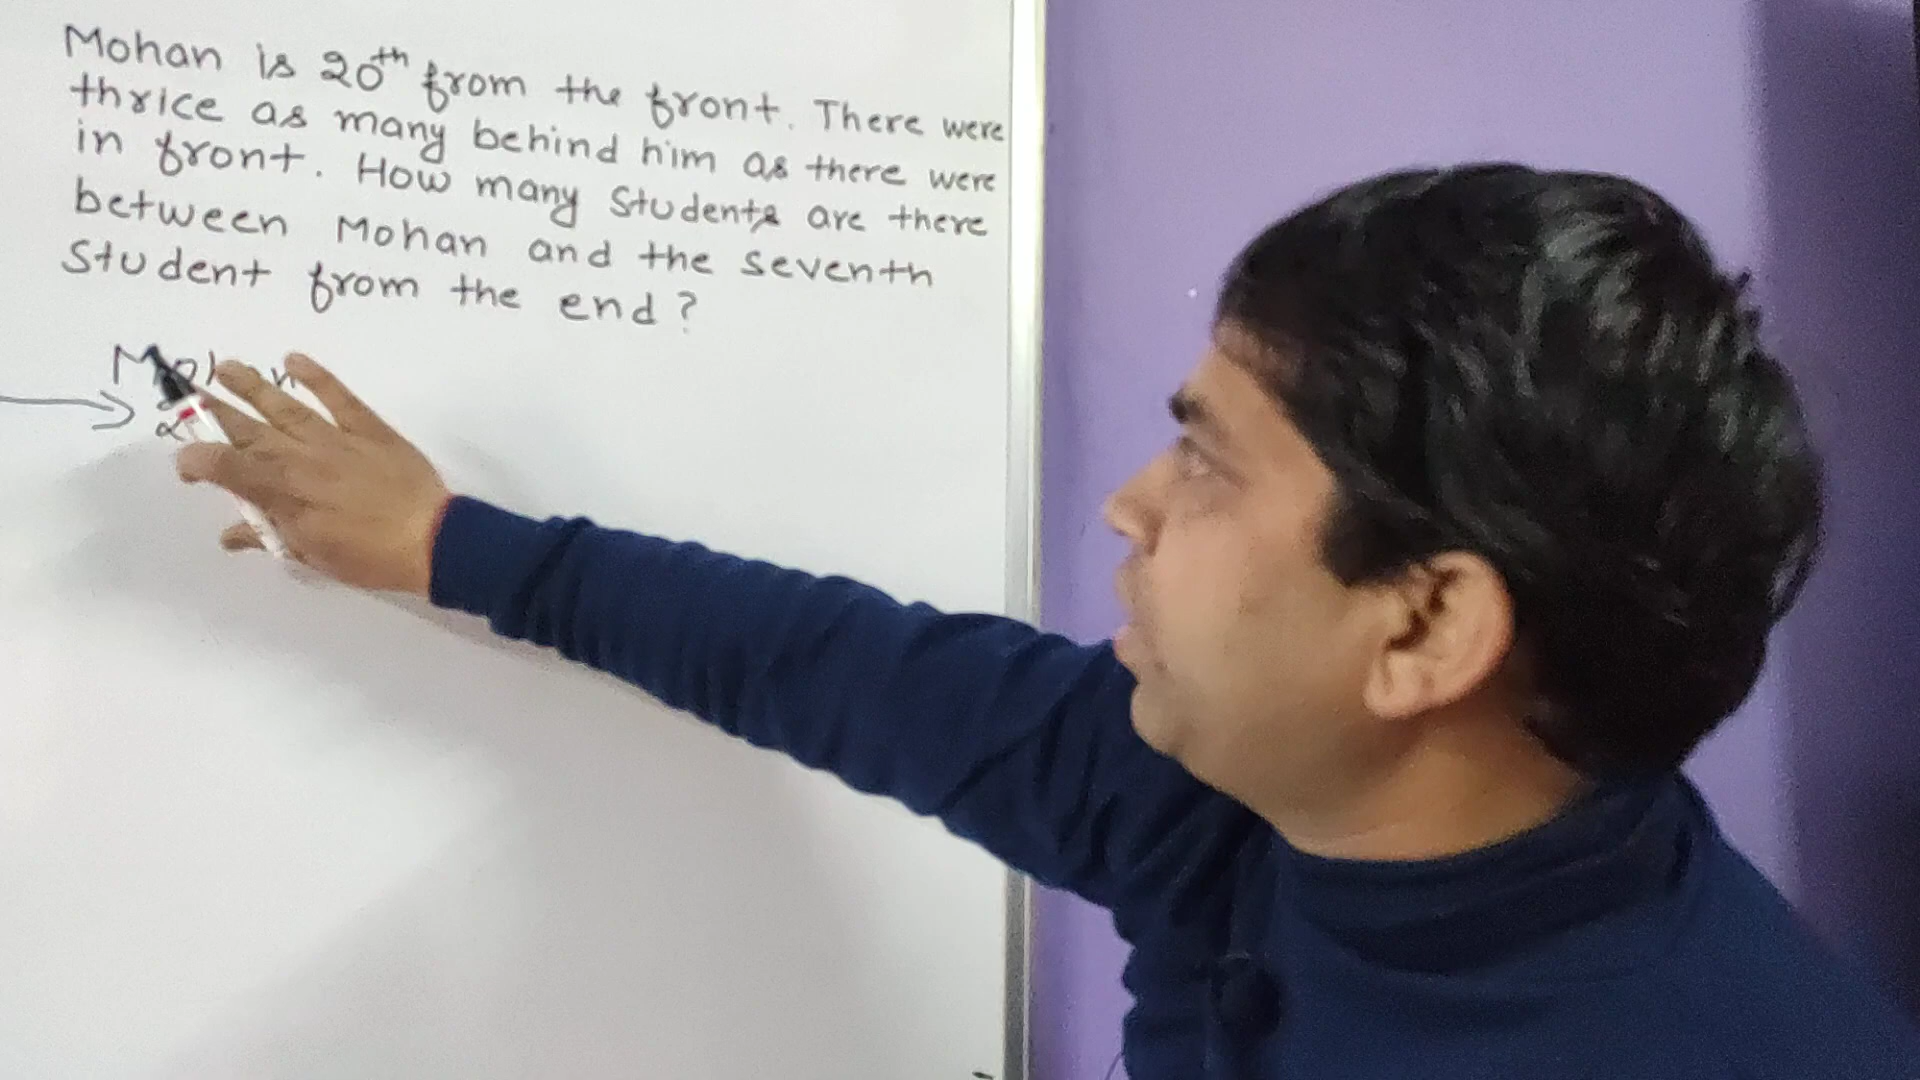 Mohan is 20th from the front. There were
thrice as many behind him as there were
in front. How many students are there
between Mohan and the seventh
student from the end?